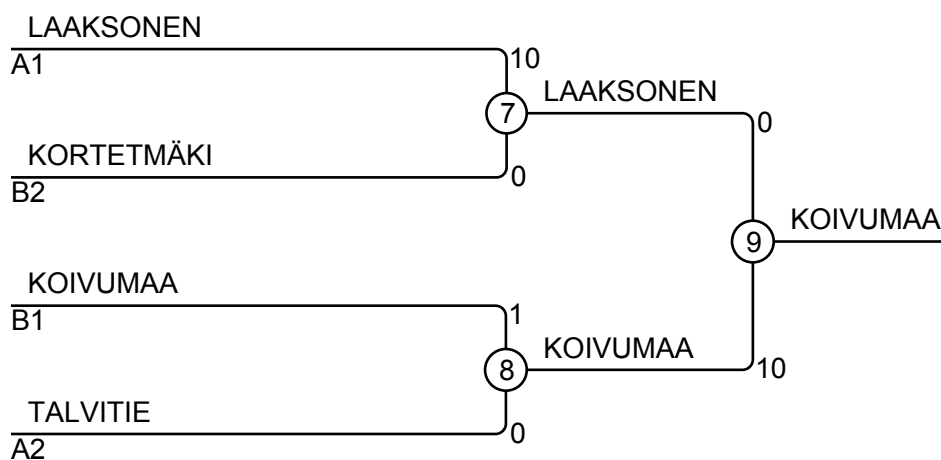 LAAKSONEN
A1
10
7
LAAKSONEN
0
KORTETMÄKI
B2
0
9
KOIVUMAA
KOIVUMAA
B1
1
8
KOIVUMAA
10
TALVITIE
A2
0